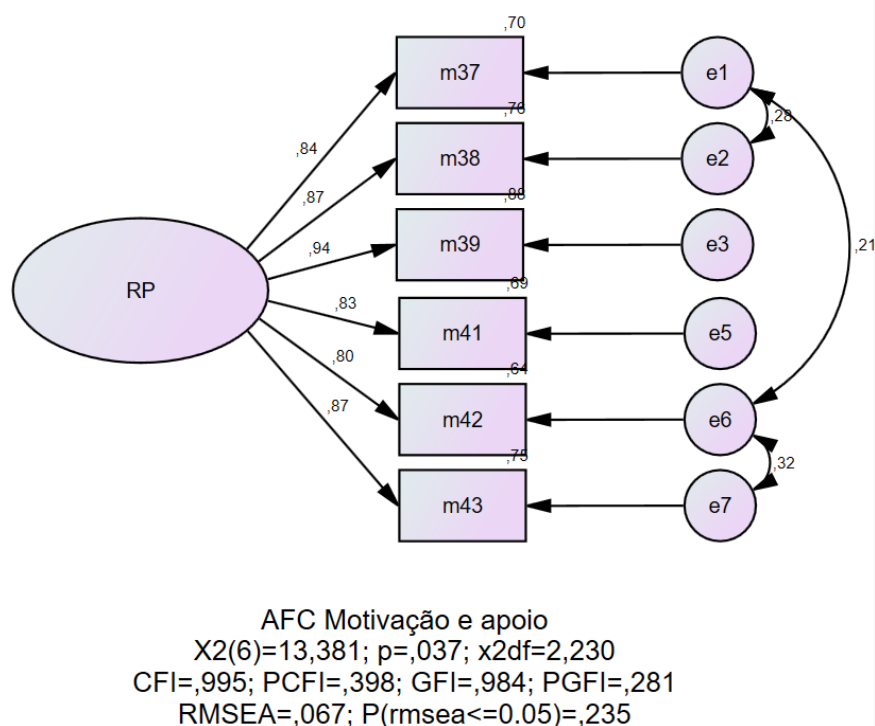 ,70
m37
e1
,84
,76
,28
m38
e2
,87
,88
m39
e3
,94
,21
,69
RP
,83
m41
e5
,80
,64
m42
e6
,87
,75
,32
m43
e7
AFC Motivação e apoio
X2(6)=13,381; p=,037; x2df=2,230
CFI=,995; PCFI=,398; GFI=,984; PGFI=,281
RMSEA=,067; P(rmsea<=0.05)=,235